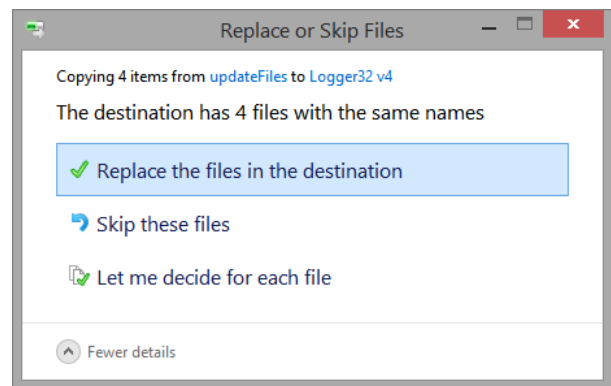 Replace or Skip Files
Copying 4 items from updateFiles to Logger32 v4
The destination has 4 files with the same names
Replace the files in the destination
Skip these files
Let me decide for each file
Fewer details